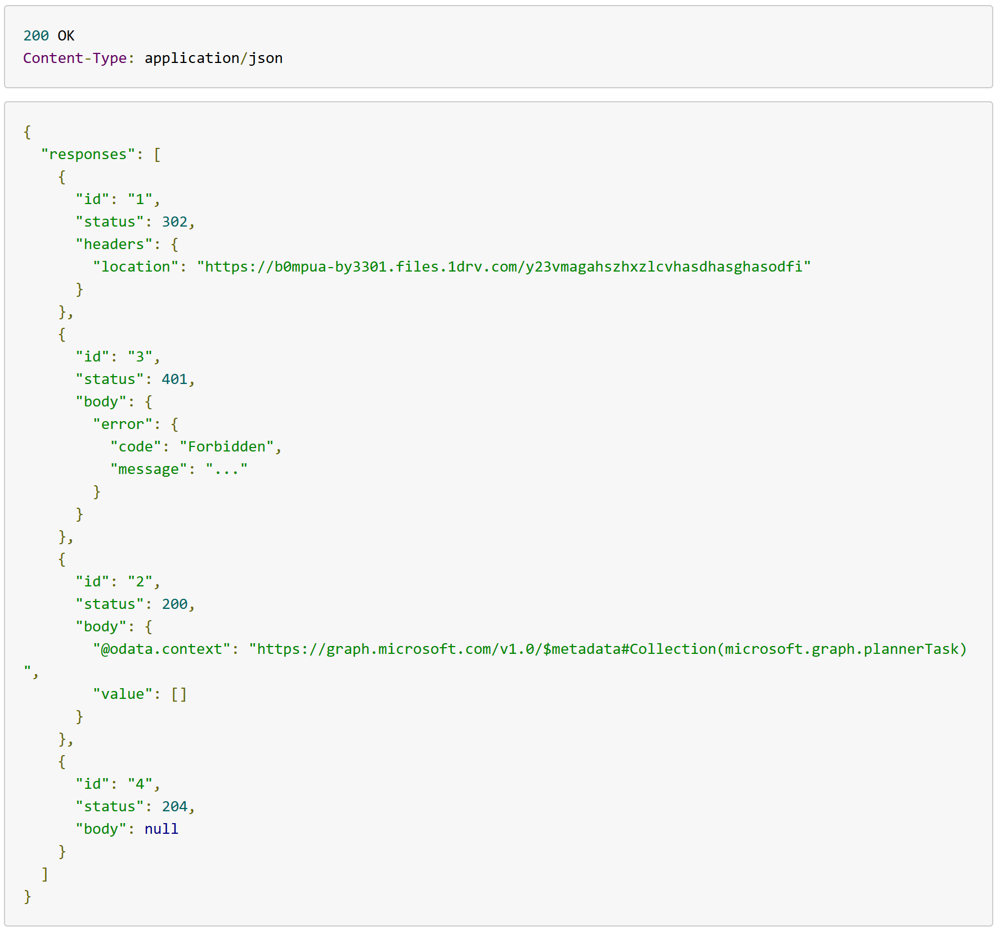 200 OK
Content-Type: application/json
{
  "responses": [
    {
      "id": "1",
      "status": 302,
      "headers": {
        "location": "https://b0mpua-by3301.files.1drv.com/y23vmagahszhxzlcvhasdhasghasodfi"
      }
    },
    {
      "id": "3",
      "status": 401,
      "body": {
        "error": {
          "code": "Forbidden",
          "message": "..."
        }
      }
    },
    {
      "id": "2",
      "status": 200,
      "body": {
        "@odata.context": "https://graph.microsoft.com/v1.0/$metadata#Collection(microsoft.graph.plannerTask)
",
        "value": []
      }
    },
    {
      "id": "4",
      "status": 204,
      "body": null
    }
  ]
}